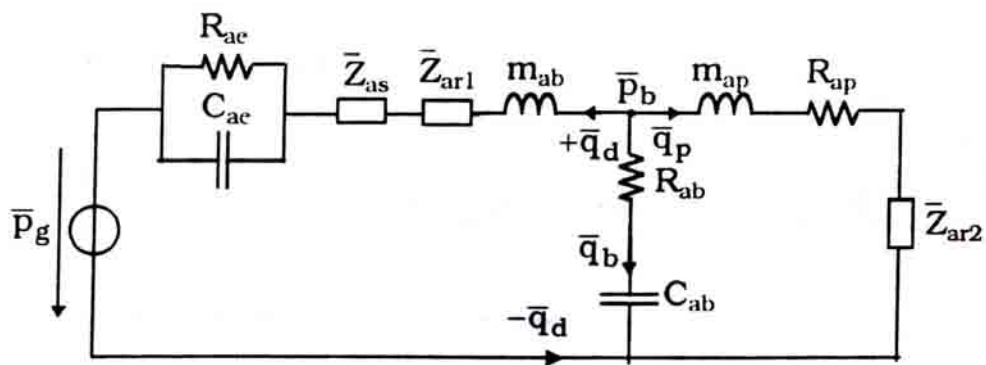 R_ae
C_ae
Z̄_as
Z̄_ar1
m_ab
p̄_b
m_ap
R_ap
+q̄_d
q̄_p
R_ab
p̄_g
Z̄_ar2
q̄_b
C_ab
−q̄_d